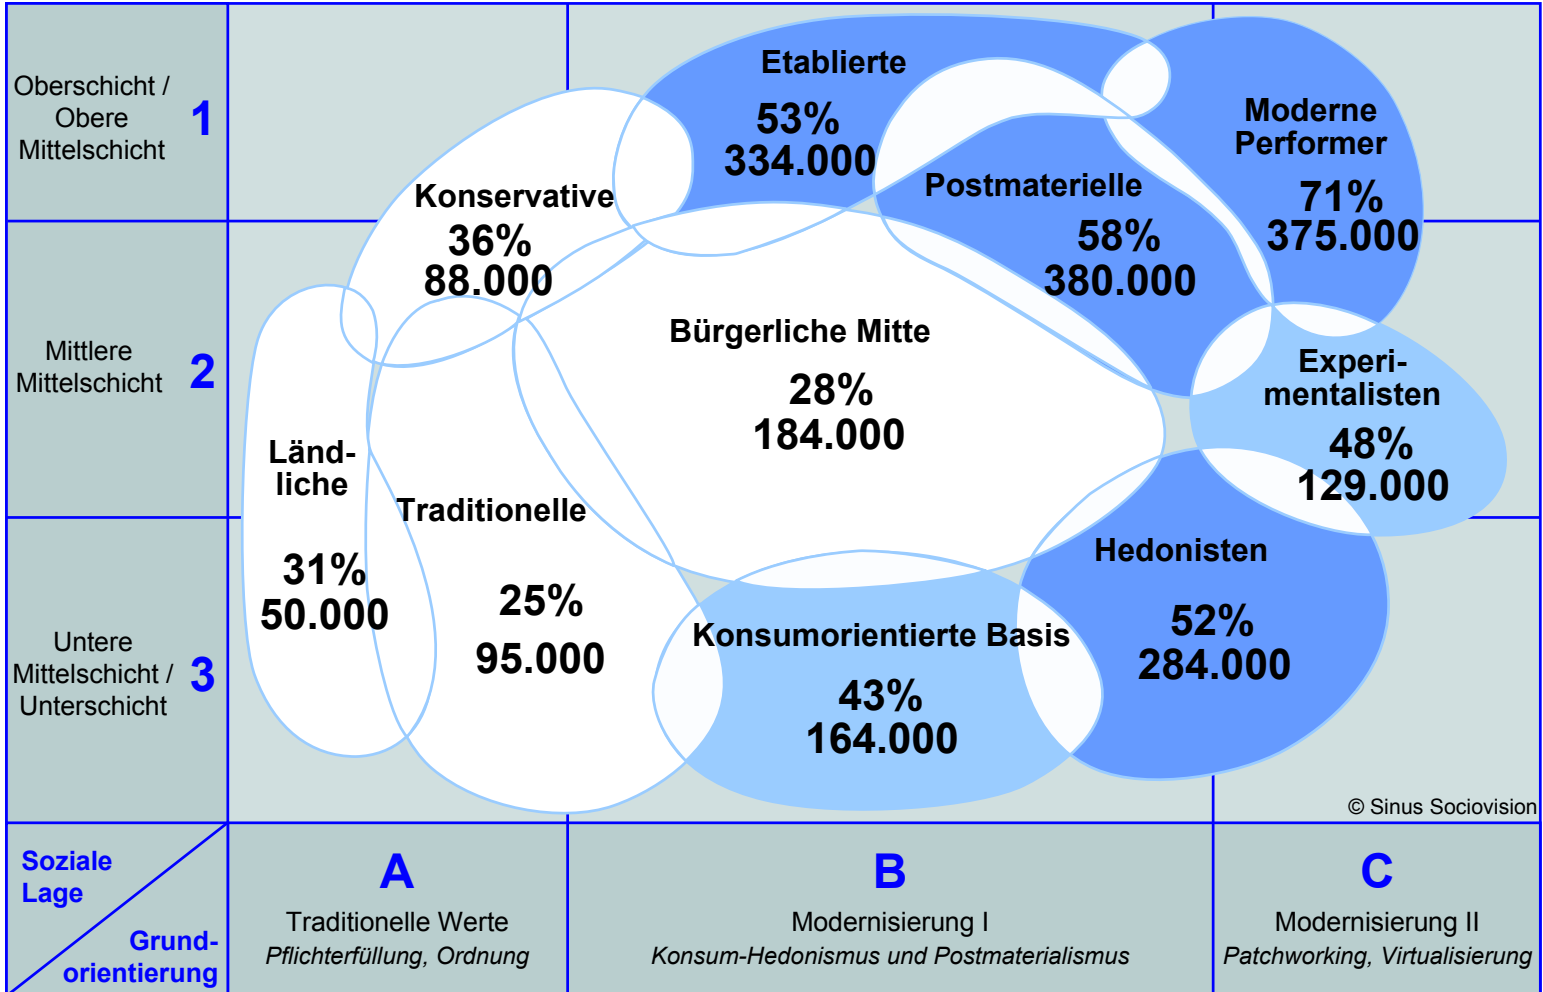 Oberschicht /
Obere
Mittelschicht
1
Etablierte
53%
334.000
Moderne
Performer
71%
375.000
Konservative
36%
88.000
Postmaterielle
58%
380.000
Mittlere
Mittelschicht
2
Bürgerliche Mitte
28%
184.000
Experi-
mentalisten
48%
129.000
Länd-
liche
31%
50.000
Traditionelle
25%
95.000
Hedonisten
52%
284.000
Untere
Mittelschicht /
Unterschicht
3
Konsumorientierte Basis
43%
164.000
© Sinus Sociovision
Soziale
Lage
Grund-
orientierung
A
Traditionelle Werte
Pflichterfüllung, Ordnung
B
Modernisierung I
Konsum-Hedonismus und Postmaterialismus
C
Modernisierung II
Patchworking, Virtualisierung